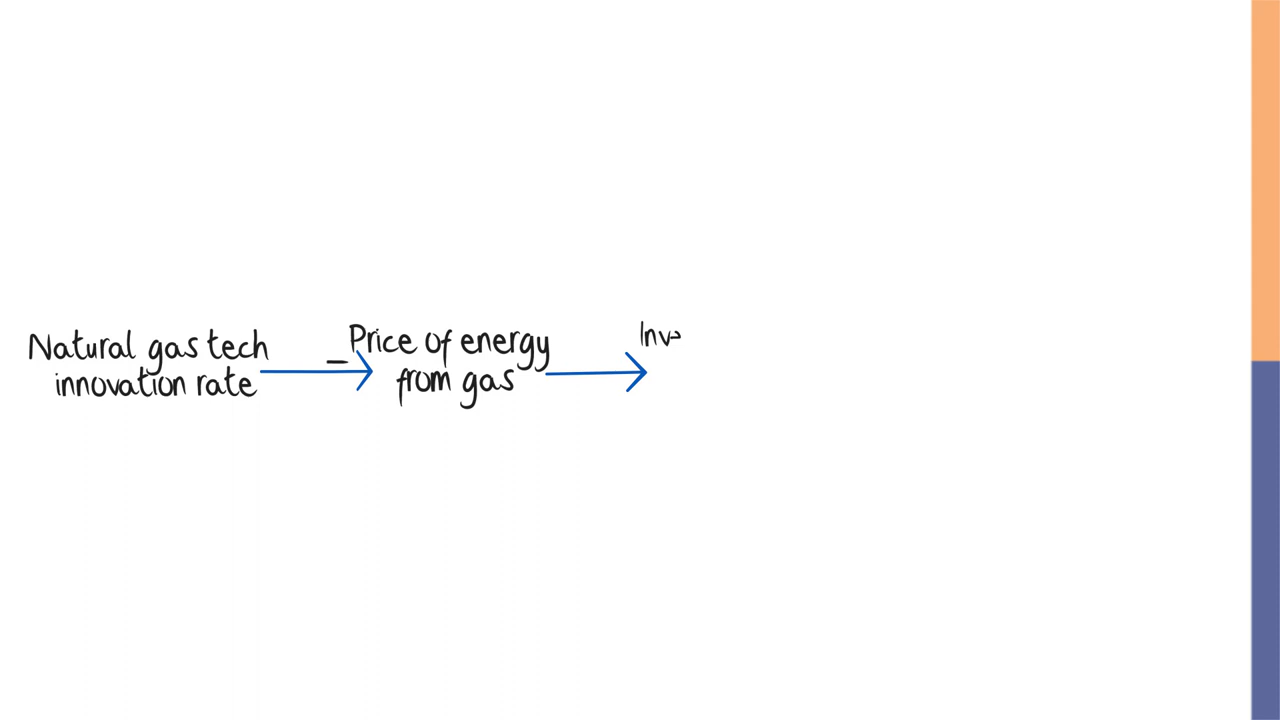 Natural gas tech
innovation rate
–
Price of energy
from gas